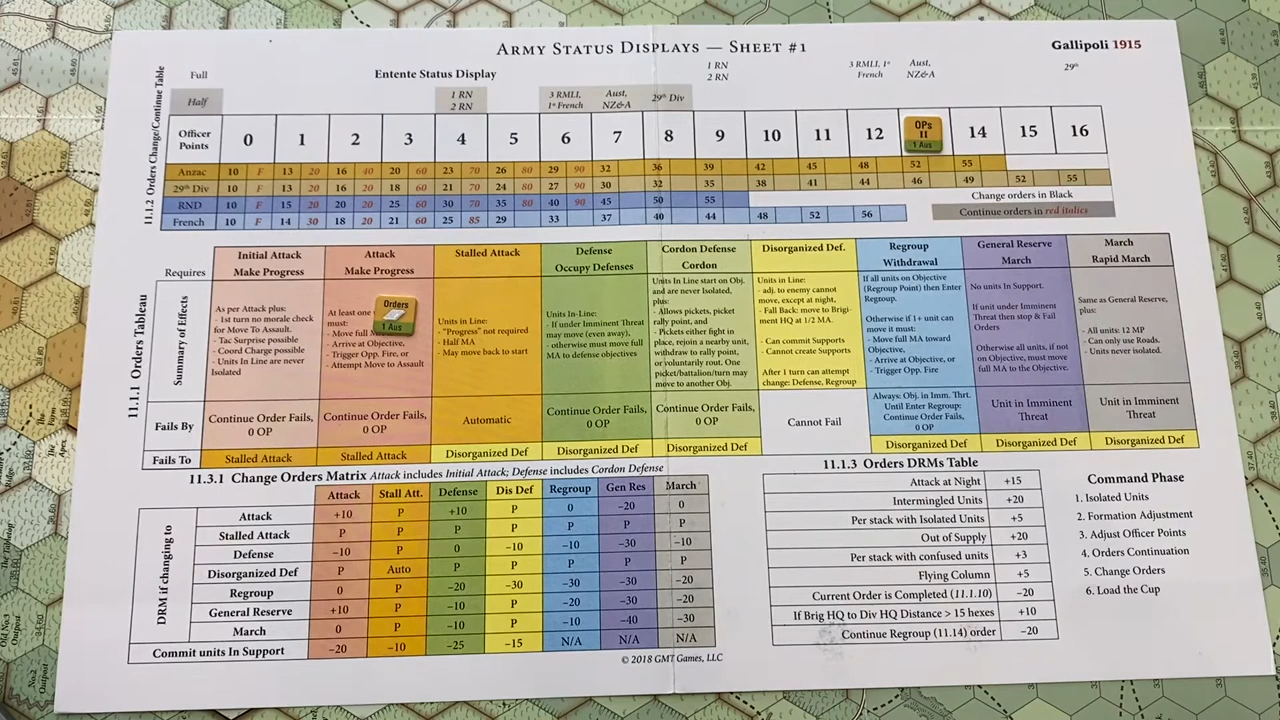 ARMY STATUS DISPLAYS — SHEET #1
Gallipoli 1915
11.1.2 Orders Change/Continue Table
Full
Entente Status Display
1 RN
2 RN
3 RMLI, 1st
French
Aust,
NZ&A
29th
Half
1 RN
2 RN
3 RMLI,
1st French
Aust,
NZ&A
29th Div
Officer
Points
0 1 2 3 4 5 6 7 8 9 10 11 12 14 15 16
OPs
II
1 Aus
Anzac 10 F 13 20 16 40 20 60 23 70 26 80 29 90 32 36 39 42 45 48 52 55
29th Div 10 F 13 20 16 20 18 60 21 70 24 80 27 90 30 32 35 38 41 44 46 49 52 55
RND 10 F 15 20 20 20 25 60 30 70 35 80 40 90 45 50 55
French 10 F 14 30 18 20 21 60 25 85 29 33 37 40 44 48 52 56
Change orders in Black
Continue orders in red italics
11.1.1 Orders Tableau
Requires
Initial Attack
Make Progress
Attack
Make Progress
Stalled Attack
Defense
Occupy Defenses
Cordon Defense
Cordon
Disorganized Def.
Regroup
Withdrawal
General Reserve
March
March
Rapid March
Summary of Effects
As per Attack plus:
- 1st turn no morale check
for Move To Assault.
- Tac Surprise possible
- Coord Charge possible
- Units In Line are never
Isolated
At least one
must:
- Move full
- Arrive at Objective,
- Trigger Opp. Fire, or
- Attempt Move to Assault
Orders
1 Aus
Units in Line:
- "Progress" not required
- Half MA
- May move back to start
Units In-Line:
- If under Imminent Threat
may move (even away),
- otherwise must move full
MA to defense objectives
Units in Line start on Obj.
and are never Isolated,
plus:
- Allows pickets, picket
rally point, and
- Pickets either fight in
place, rejoin a nearby unit,
withdraw to rally point,
or voluntarily rout. One
picket/battalion/turn may
move to another Obj.
Units in Line:
- adj. to enemy cannot
move, except at night,
- Fall Back: move to Brigi-
ment HQ at 1/2 MA.
- Can commit Supports
- Cannot create Supports
After 1 turn can attempt
change: Defense, Regroup
If all units on Objective
(Regroup Point) then Enter
Regroup.
Otherwise if 1+ unit can
move it must:
- Move full MA toward
Objective,
- Arrive at Objective, or
- Trigger Opp. Fire
No units In Support.
If unit under Imminent
Threat then stop & Fail
Orders
Otherwise all units, if not
on Objective, must move
full MA to the Objective.
Same as General Reserve,
plus:
- All units: 12 MP
- Can only use Roads.
- Units never isolated.
Fails By
Continue Order Fails,
0 OP
Continue Order Fails,
0 OP
Automatic
Continue Order Fails,
0 OP
Continue Order Fails,
0 OP
Cannot Fail
Always: Obj. in Imm. Thrt.
Until Enter Regroup:
Continue Order Fails,
0 OP
Unit in Imminent
Threat
Unit in Imminent
Threat
Fails To
Stalled Attack
Stalled Attack
Disorganized Def
Disorganized Def
Disorganized Def
Disorganized Def
Disorganized Def
Disorganized Def
11.3.1 Change Orders Matrix Attack includes Initial Attack; Defense includes Cordon Defense
DRM if changing to
Attack Stall Att. Defense Dis Def Regroup Gen Res March
Attack +10 P +10 P 0 -20 0
Stalled Attack P P P P P P P
Defense -10 P 0 -10 -10 -30 -10
Disorganized Def P Auto P P P P P
Regroup 0 P -20 -30 -30 -30 -20
General Reserve +10 P -10 P -20 -30 -20
March 0 P -10 P -10 -40 -30
Commit units In Support -20 -10 -25 -15 N/A N/A N/A
© 2018 GMT Games, LLC
11.1.3 Orders DRMs Table
Attack at Night +15
Intermingled Units +20
Per stack with Isolated Units +5
Out of Supply +20
Per stack with confused units +3
Flying Column +5
Current Order is Completed (11.1.10) -20
If Brig HQ to Div HQ Distance > 15 hexes +10
Continue Regroup (11.14) order -20
Command Phase
1. Isolated Units
2. Formation Adjustment
3. Adjust Officer Points
4. Orders Continuation
5. Change Orders
6. Load the Cup